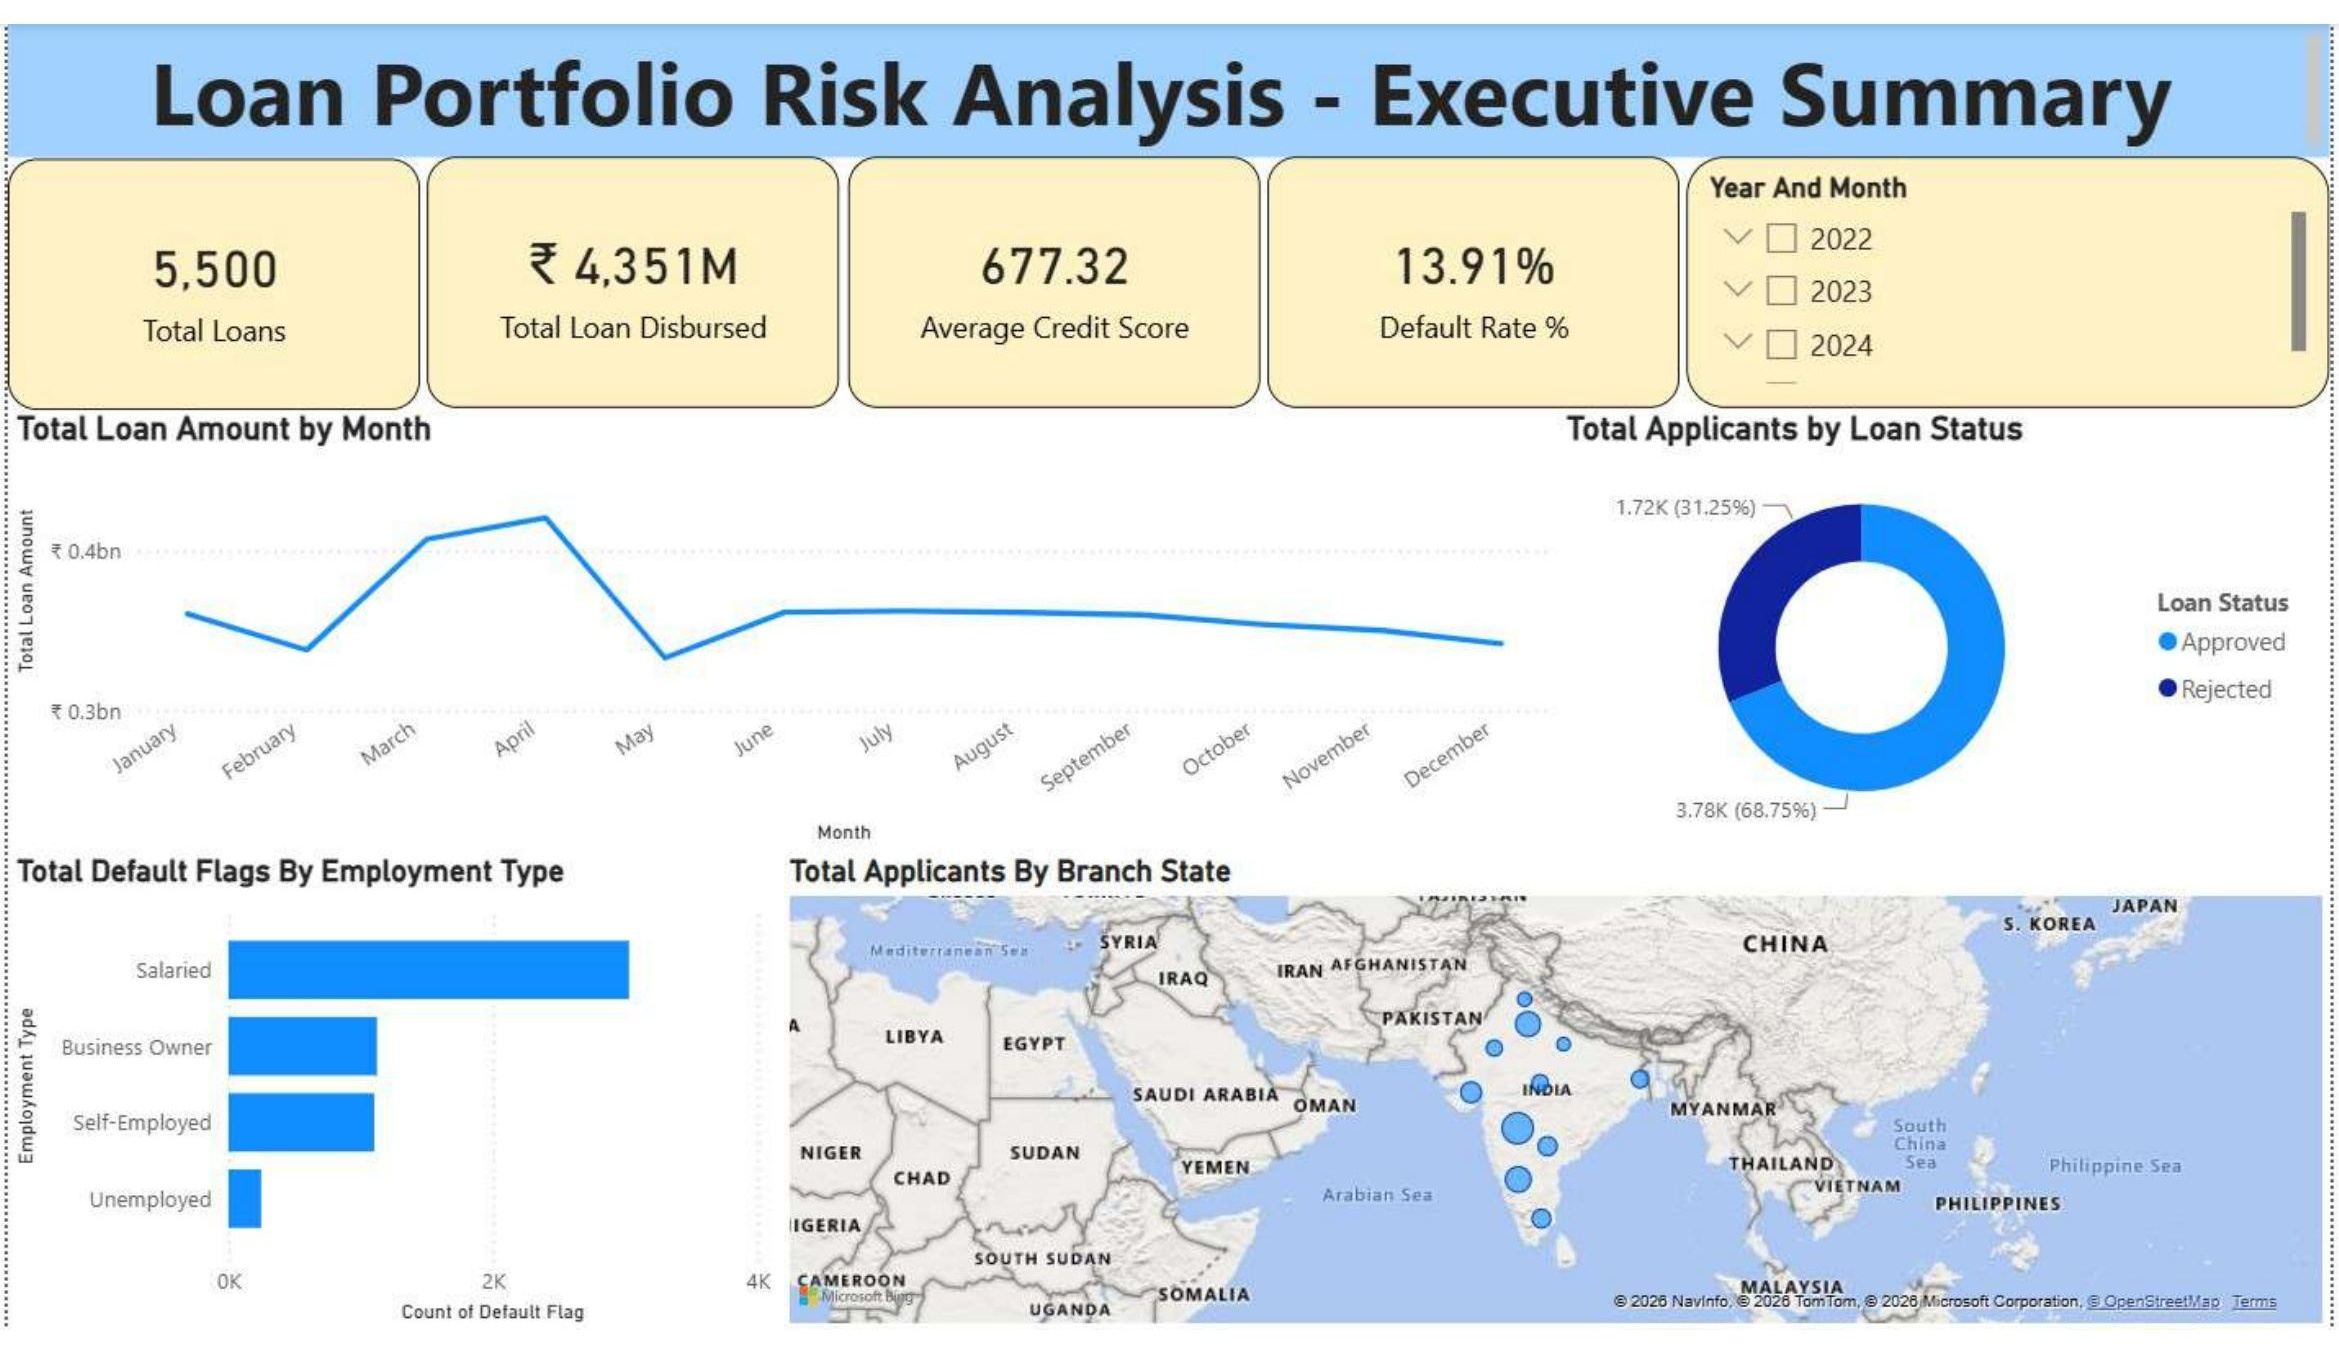 Loan Portfolio Risk Analysis - Executive Summary
5,500
Total Loans
₹ 4,351M
Total Loan Disbursed
677.32
Average Credit Score
13.91%
Default Rate %
Year And Month
2022
2023
2024
Total Loan Amount by Month
Total Loan Amount
₹ 0.4bn
₹ 0.3bn
January
February
March
April
May
June
July
August
September
October
November
December
Month
Total Applicants by Loan Status
1.72K (31.25%)
3.78K (68.75%)
Loan Status
Approved
Rejected
Total Default Flags By Employment Type
Employment Type
Salaried
Business Owner
Self-Employed
Unemployed
0K
2K
4K
Count of Default Flag
Total Applicants By Branch State
JAPAN
S. KOREA
CHINA
Mediterranean Sea
SYRIA
IRAQ
IRAN
AFGHANISTAN
PAKISTAN
A
LIBYA
EGYPT
SAUDI ARABIA
OMAN
INDIA
MYANMAR
South
China
Sea
NIGER
CHAD
SUDAN
YEMEN
THAILAND
VIETNAM
Philippine Sea
Arabian Sea
PHILIPPINES
IGERIA
SOUTH SUDAN
CAMEROON
SOMALIA
MALAYSIA
UGANDA
Microsoft Bing
© 2026 NavInfo, © 2026 TomTom, © 2026 Microsoft Corporation, © OpenStreetMap Terms